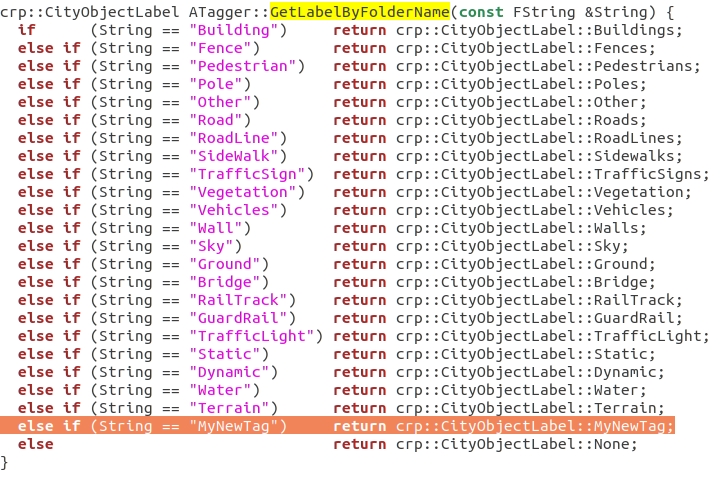 crp::CityObjectLabel ATagger::GetLabelByFolderName(const FString &String) {
  if      (String == "Building")     return crp::CityObjectLabel::Buildings;
  else if (String == "Fence")        return crp::CityObjectLabel::Fences;
  else if (String == "Pedestrian")   return crp::CityObjectLabel::Pedestrians;
  else if (String == "Pole")         return crp::CityObjectLabel::Poles;
  else if (String == "Other")        return crp::CityObjectLabel::Other;
  else if (String == "Road")         return crp::CityObjectLabel::Roads;
  else if (String == "RoadLine")     return crp::CityObjectLabel::RoadLines;
  else if (String == "SideWalk")     return crp::CityObjectLabel::Sidewalks;
  else if (String == "TrafficSign")  return crp::CityObjectLabel::TrafficSigns;
  else if (String == "Vegetation")   return crp::CityObjectLabel::Vegetation;
  else if (String == "Vehicles")     return crp::CityObjectLabel::Vehicles;
  else if (String == "Wall")         return crp::CityObjectLabel::Walls;
  else if (String == "Sky")          return crp::CityObjectLabel::Sky;
  else if (String == "Ground")       return crp::CityObjectLabel::Ground;
  else if (String == "Bridge")       return crp::CityObjectLabel::Bridge;
  else if (String == "RailTrack")    return crp::CityObjectLabel::RailTrack;
  else if (String == "GuardRail")    return crp::CityObjectLabel::GuardRail;
  else if (String == "TrafficLight") return crp::CityObjectLabel::TrafficLight;
  else if (String == "Static")       return crp::CityObjectLabel::Static;
  else if (String == "Dynamic")      return crp::CityObjectLabel::Dynamic;
  else if (String == "Water")        return crp::CityObjectLabel::Water;
  else if (String == "Terrain")      return crp::CityObjectLabel::Terrain;
  else if (String == "MyNewTag")     return crp::CityObjectLabel::MyNewTag;
  else                               return crp::CityObjectLabel::None;
}